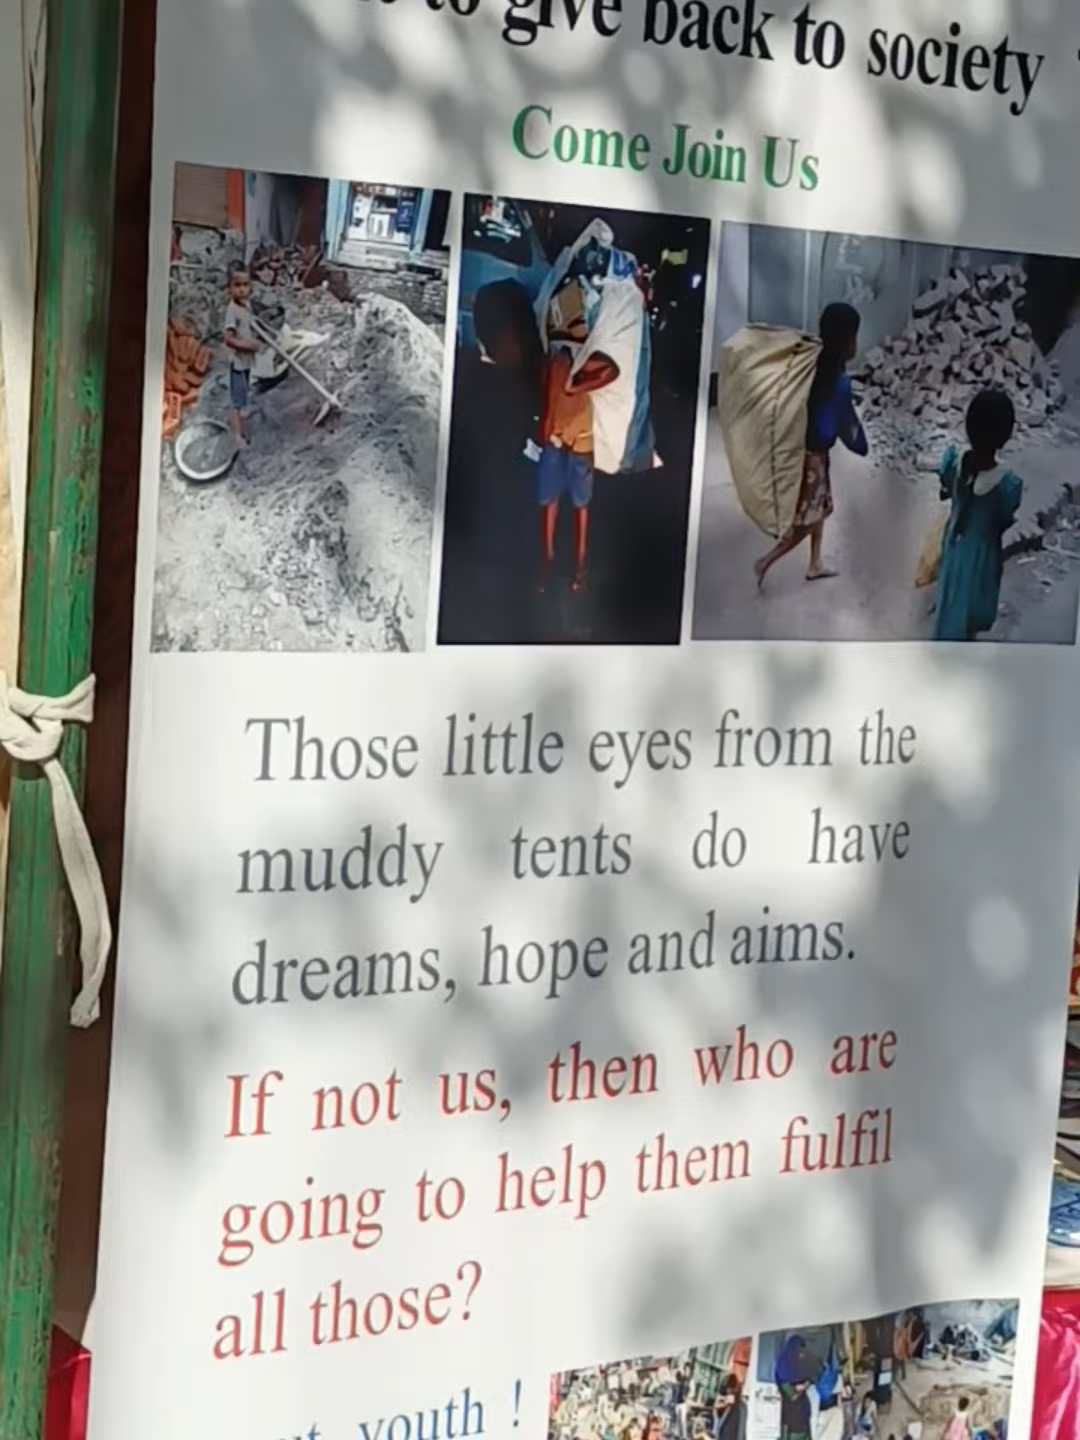 to give back to society
Come Join Us
Those little eyes from the
muddy tents do have
dreams, hope and aims.
If not us, then who are
going to help them fulfil
all those?
youth !